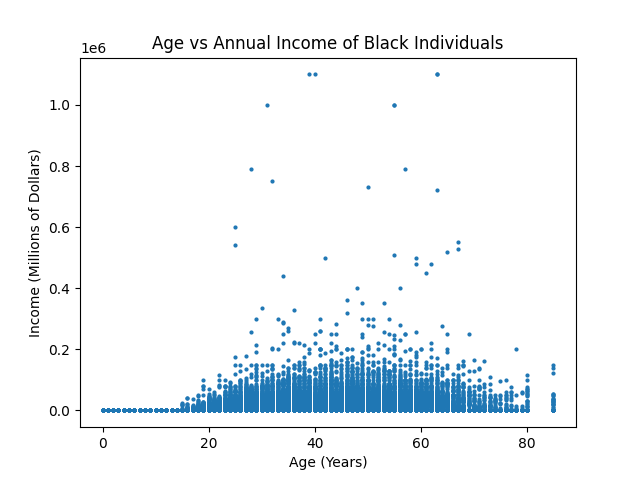 Age vs Annual Income of Black Individuals
1e6
1.0
0.8
0.6
0.4
0.2
0.0
Income (Millions of Dollars)
0 20 40 60 80
Age (Years)